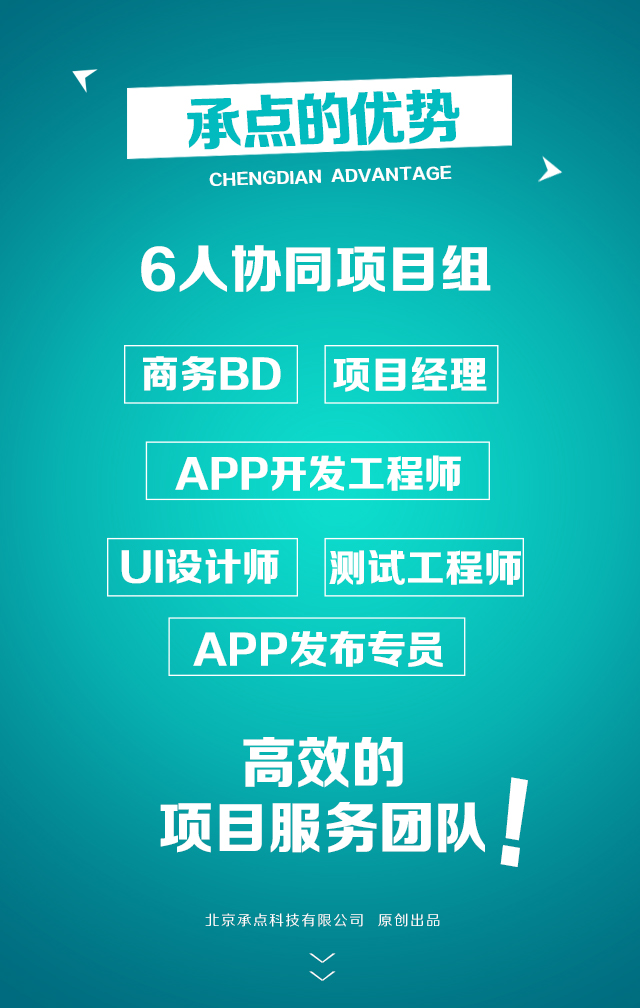 承点的优势
CHENGDIAN ADVANTAGE
6人协同项目组
商务BD 项目经理
APP开发工程师
UI设计师 测试工程师
APP发布专员
高效的
项目服务团队!
北京承点科技有限公司 原创出品